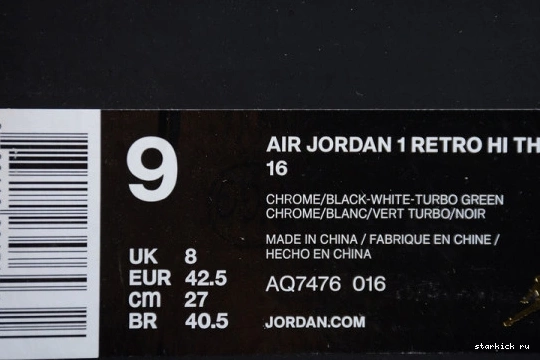 9
UK 8
EUR 42.5
cm 27
BR 40.5
AIR JORDAN 1 RETRO HI TH
16
CHROME/BLACK-WHITE-TURBO GREEN
CHROME/BLANC/VERT TURBO/NOIR
MADE IN CHINA / FABRIQUE EN CHINE /
HECHO EN CHINA
AQ7476 016
JORDAN.COM
starkick ru